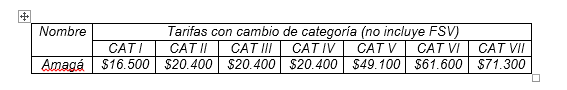 Nombre Tarifas con cambio de categoría (no incluye FSV)
CAT I CAT II CAT III CAT IV CAT V CAT VI CAT VII
Amagá $16.500 $20.400 $20.400 $20.400 $49.100 $61.600 $71.300